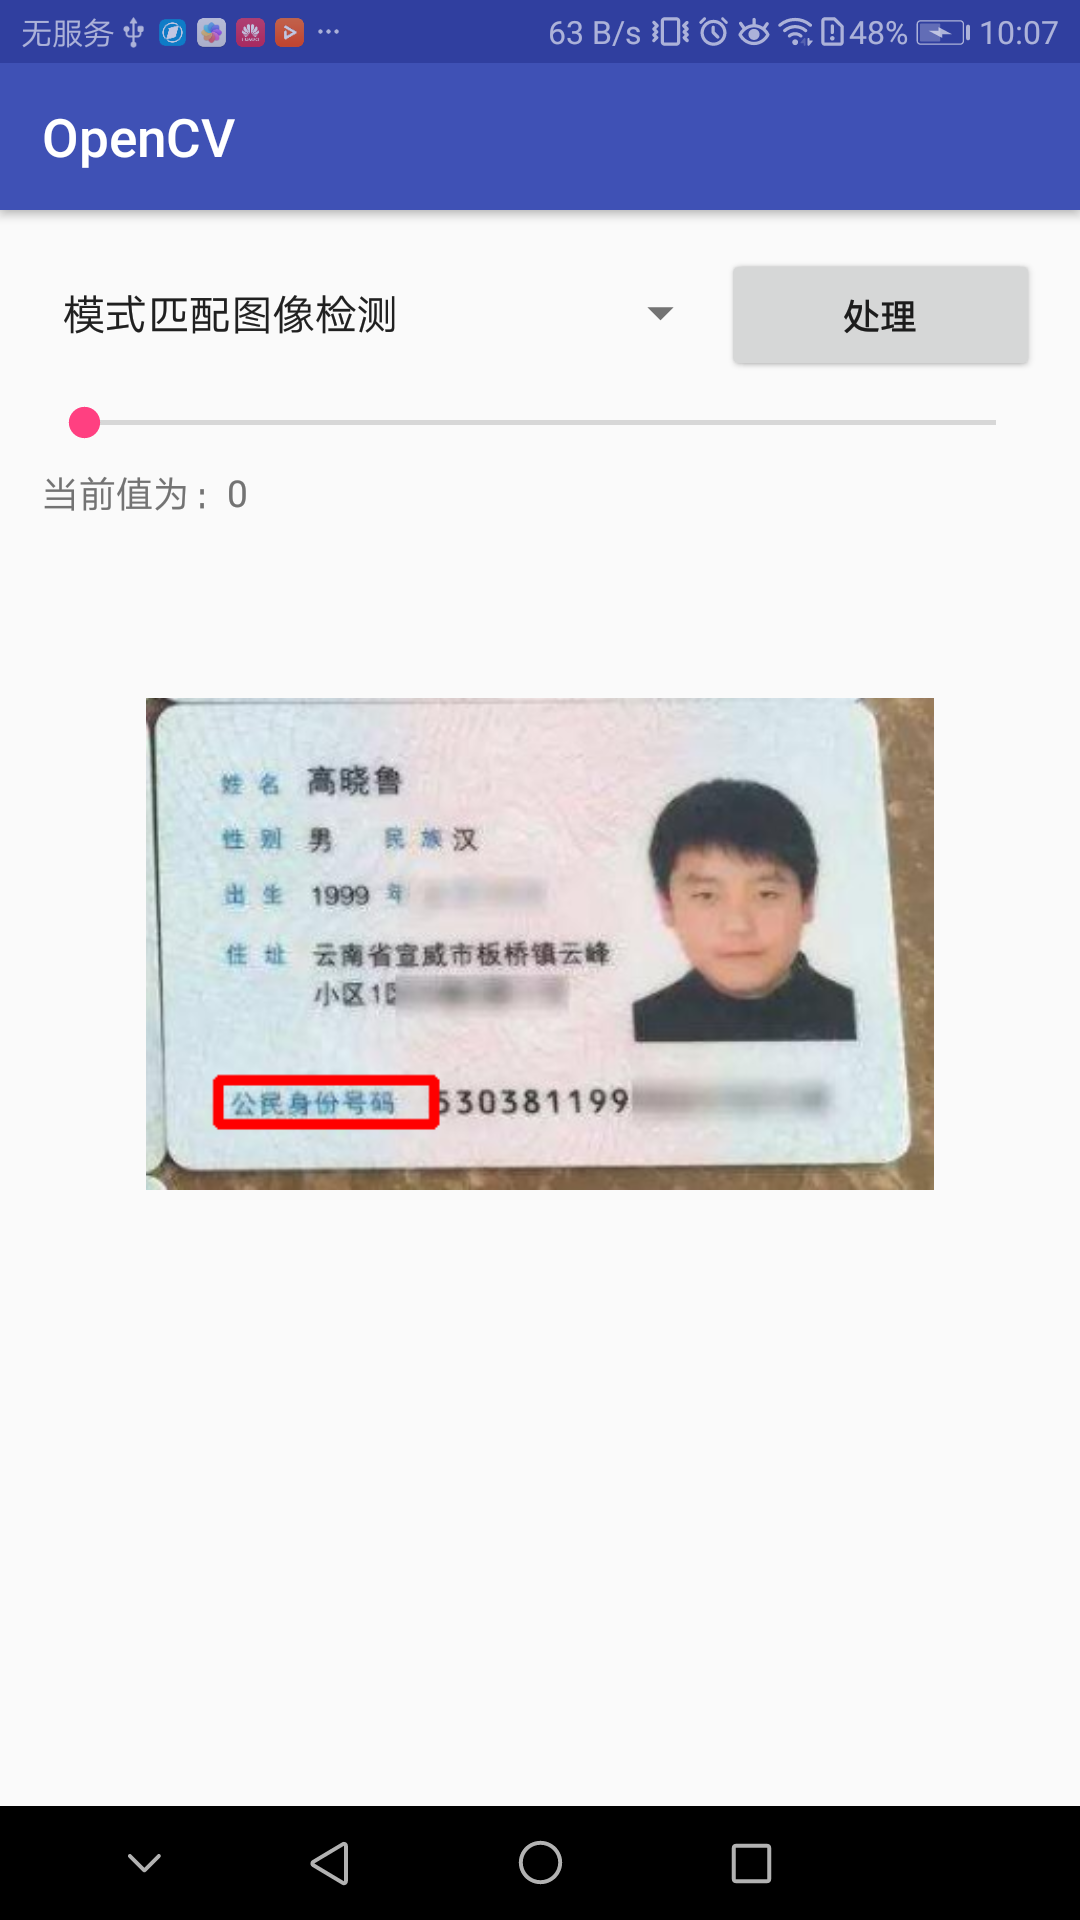 无服务 63 B/s 48% 10:07
OpenCV
模式匹配图像检测 处理
当前值为: 0
姓名 高晓鲁
性别 男 民族 汉
出生 1999 年
住址 云南省宣威市板桥镇云峰
小区1区
公民身份号码 530381199